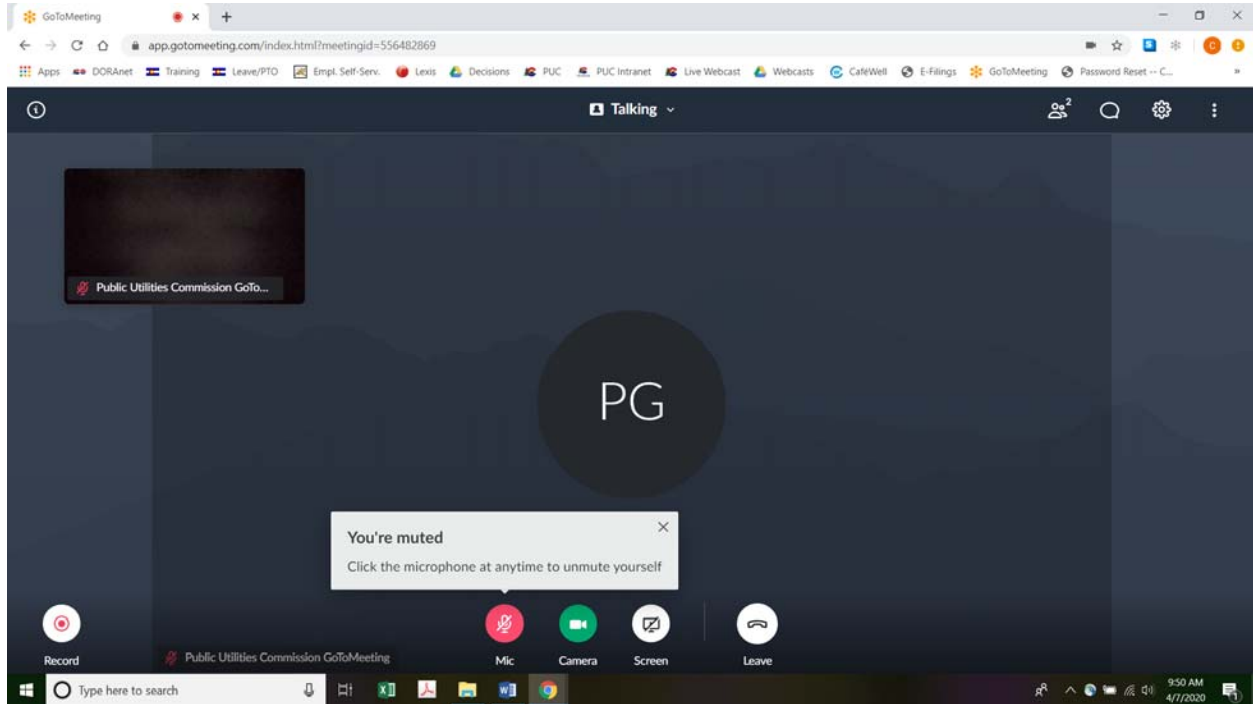 GoToMeeting
app.gotomeeting.com/index.html?meetingid=556482869
Apps DORAnet Training Leave/PTO Empl. Self-Serv. Lexis Decisions PUC PUC Intranet Live Webcast Webcasts CafeWell E-Filings GoToMeeting Password Reset -- C... »
Talking
2
Public Utilities Commission GoTo...
PG
You're muted
Click the microphone at anytime to unmute yourself
Record
Public Utilities Commission GoToMeeting
Mic Camera Screen Leave
Type here to search
9:50 AM
4/7/2020